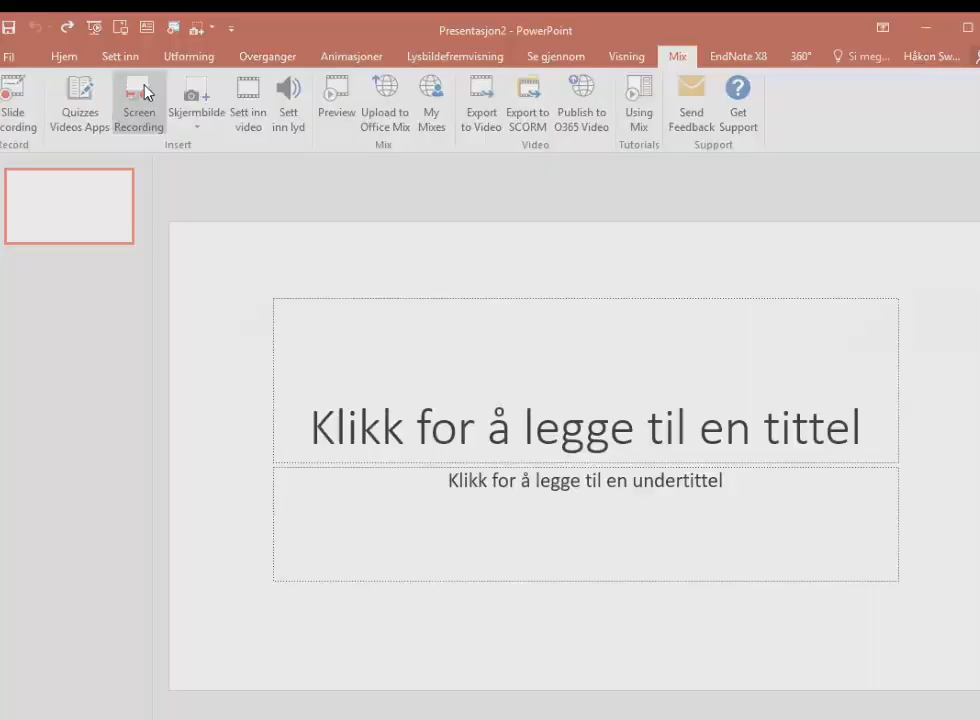 Presentasjon2 - PowerPoint
Fil Hjem Sett inn Utforming Overganger Animasjoner Lysbildefremvisning Se gjennom Visning Mix EndNote X8 360° Si meg... Håkon Sw...
Slide Quizzes Screen Skjermbilde Sett inn Sett Preview Upload to My Export Export to Publish to Using Send Get
cording Videos Apps Recording video inn lyd Office Mix Mixes to Video SCORM O365 Video Mix Feedback Support
ecord Insert Mix Video Tutorials Support
Klikk for å legge til en tittel
Klikk for å legge til en undertittel